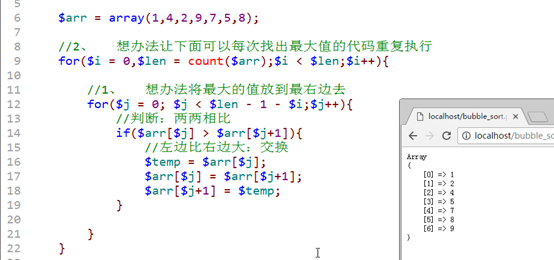 5
6 $arr = array(1,4,2,9,7,5,8);
7
8 //2、 想办法让下面可以每次找出最大值的代码重复执行
9 for($i = 0,$len = count($arr);$i < $len;$i++){
10
11 //1、 想办法将最大的值放到最右边去
12 for($j = 0; $j < $len - 1 - $i;$j++){
13 //判断：两两相比
14 if($arr[$j] > $arr[$j+1]){
15 //左边比右边大：交换
16 $temp = $arr[$j];
17 $arr[$j] = $arr[$j+1];
18 $arr[$j+1] = $temp;
19 }
20
21 }
22 }
localhost/bubble_sort.
localhost/bubble_so
Array
(
[0] => 1
[1] => 2
[2] => 4
[3] => 5
[4] => 7
[5] => 8
[6] => 9
)